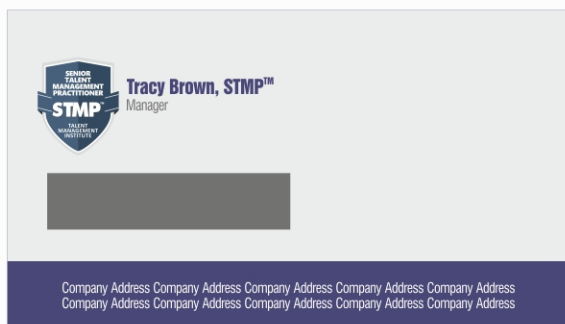 SENIOR
TALENT
MANAGEMENT
PRACTITIONER
STMP™
TALENT
MANAGEMENT
INSTITUTE
Tracy Brown, STMP™
Manager
Company Address Company Address Company Address Company Address Company Address
Company Address Company Address Company Address Company Address Company Address